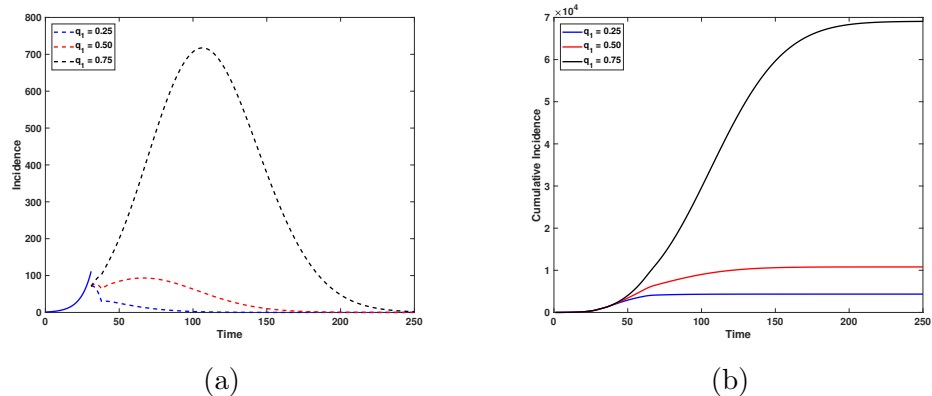 800
700
600
500
400
300
200
100
0
0 50 100 150 200 250
Incidence
Time
q1 = 0.25
q1 = 0.50
q1 = 0.75
(a)
×10^4
7
6
5
4
3
2
1
0
0 50 100 150 200 250
Cumulative Incidence
Time
q1 = 0.25
q1 = 0.50
q1 = 0.75
(b)